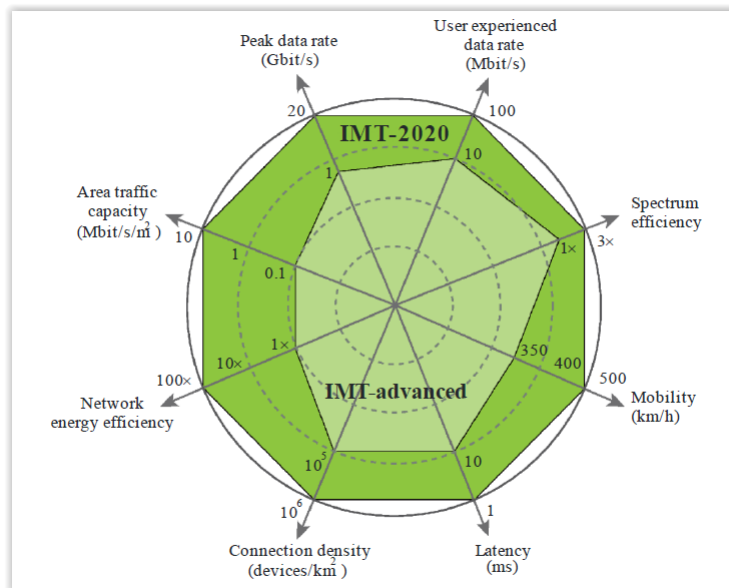 Peak data rate
(Gbit/s)
User experienced
data rate
(Mbit/s)
20
100
IMT-2020
1
10
Area traffic
capacity
(Mbit/s/m²)
Spectrum
efficiency
10
1
0.1
1×
3×
1×
10×
100×
350
400
500
Network
energy efficiency
Mobility
(km/h)
IMT-advanced
10⁵
10
10⁶
1
Connection density
(devices/km²)
Latency
(ms)